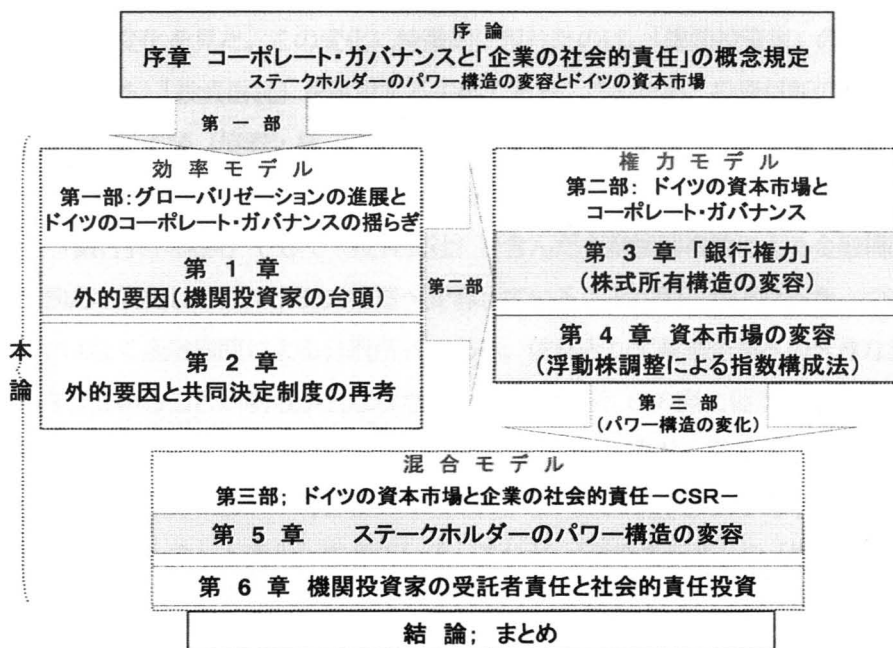 序 論
序章 コーポレート・ガバナンスと「企業の社会的責任」の概念規定
ステークホルダーのパワー構造の変容とドイツの資本市場
第 一 部
効 率 モ デ ル
第一部:グローバリゼーションの進展と
ドイツのコーポレート・ガバナンスの揺らぎ
第 1 章
外的要因(機関投資家の台頭)
第 2 章
外的要因と共同決定制度の再考
本
論
第二部
権 力 モ デ ル
第二部: ドイツの資本市場と
コーポレート・ガバナンス
第 3 章 「銀行権力」
(株式所有構造の変容)
第 4 章 資本市場の変容
(浮動株調整による指数構成法)
第 三 部
(パワー構造の変化)
混 合 モ デ ル
第三部; ドイツの資本市場と企業の社会的責任-CSR-
第 5 章 ステークホルダーのパワー構造の変容
第 6 章 機関投資家の受託者責任と社会的責任投資
結 論; まとめ